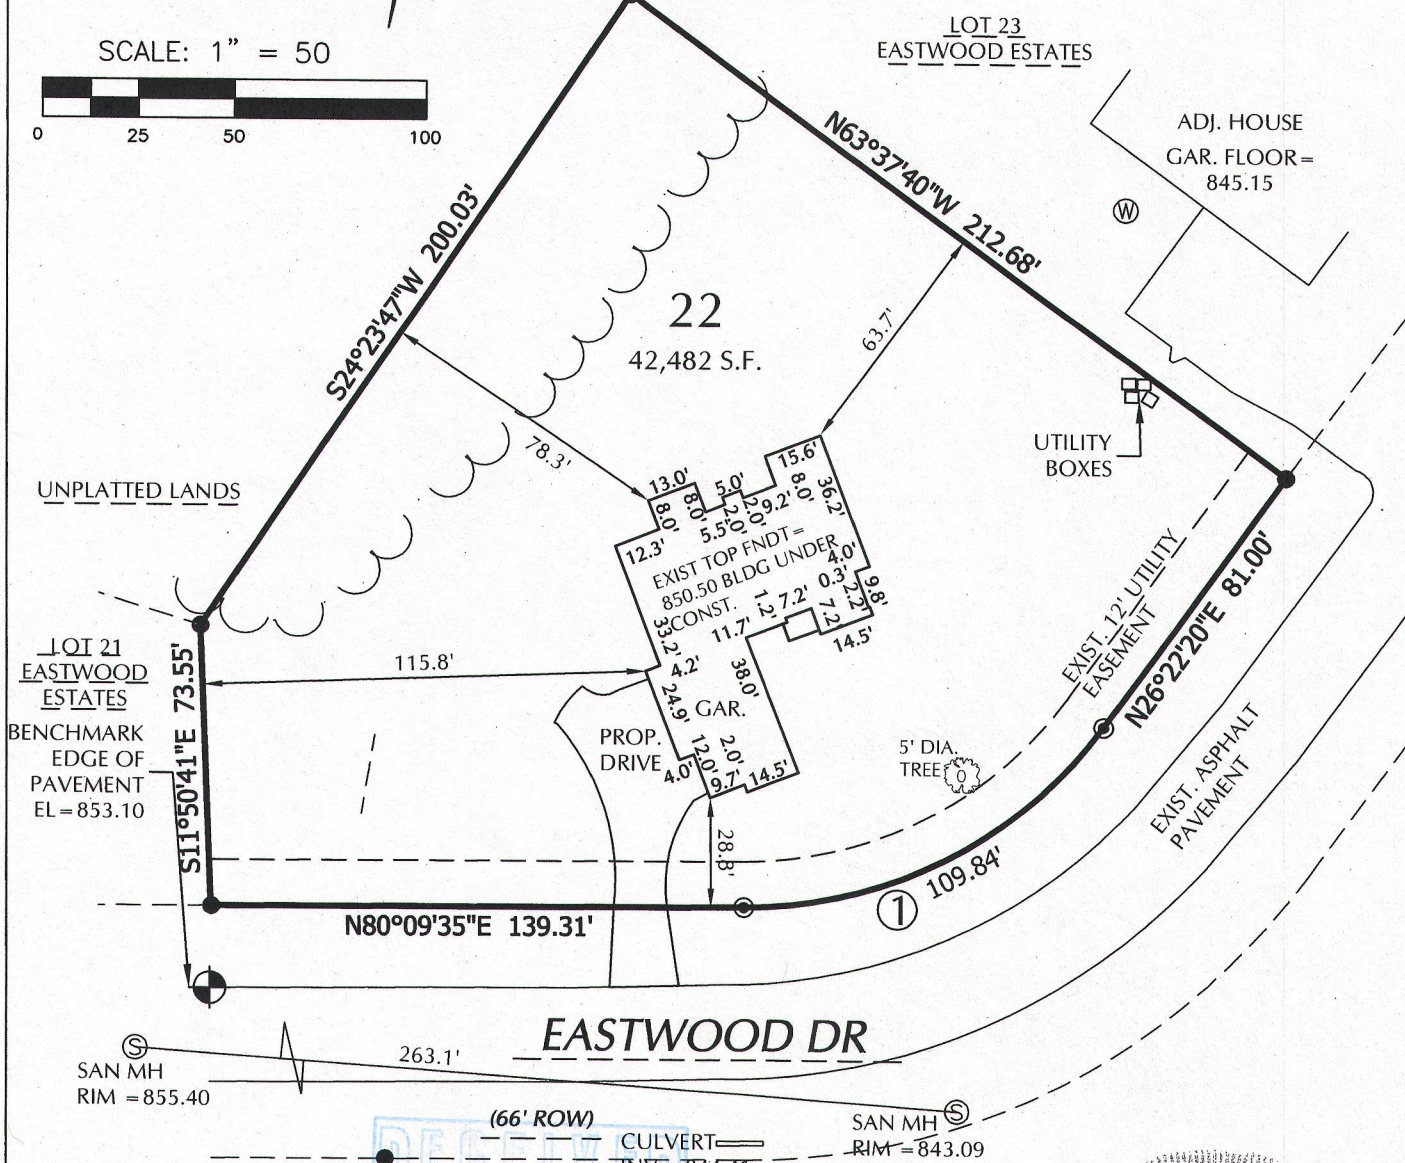 SCALE: 1" = 50
0 25 50 100
LOT 23
EASTWOOD ESTATES
ADJ. HOUSE
GAR. FLOOR=
845.15
W
N63°37'40"W 212.68'
S24°23'47"W 200.03'
22
42,482 S.F.
63.7'
78.3'
UTILITY
BOXES
UNPLATTED LANDS
13.0'
8.0'
8.0'
5.0'
5.5'
2.0'
2.0'
9.2'
15.6'
8.0'
36.2'
12.3'
EXIST TOP FNDT=
850.50 BLDG UNDER
CONST.
4.0'
0.3'
2.2'
9.8'
1.2'
7.2'
7.2'
14.5'
11.7'
33.2'
4.2'
38.0'
24.9'
GAR.
12.0'
2.0'
4.0'
9.7'
14.5'
115.8'
LOT 21
EASTWOOD
ESTATES
S11°50'41"E 73.55'
BENCHMARK
EDGE OF
PAVEMENT
EL=853.10
PROP.
DRIVE
28.8'
5' DIA.
TREE
EXIST. 12' UTILITY
EASEMENT
N26°22'20"E 81.00'
EXIST. ASPHALT
PAVEMENT
1 109.84'
N80°09'35"E 139.31'
EASTWOOD DR
S
SAN MH
RIM =855.40
263.1'
(66' ROW)
S
SAN MH
RIM =843.09
CULVERT